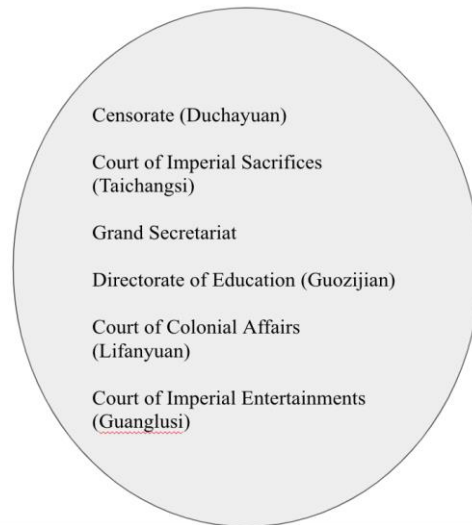 Censorate (Duchayuan)
Court of Imperial Sacrifices
(Taichangsi)
Grand Secretariat
Directorate of Education (Guozijian)
Court of Colonial Affairs
(Lifanyuan)
Court of Imperial Entertainments
(Guanglusi)